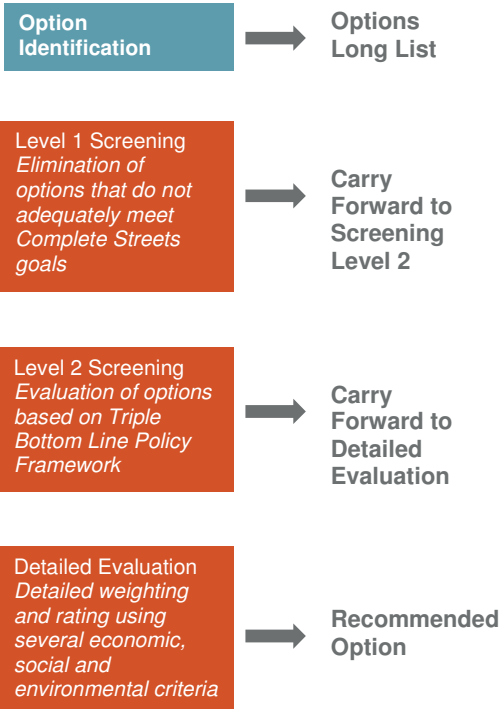 Option
Identification
Options
Long List
Level 1 Screening
Elimination of
options that do not
adequately meet
Complete Streets
goals
Carry
Forward to
Screening
Level 2
Level 2 Screening
Evaluation of options
based on Triple
Bottom Line Policy
Framework
Carry
Forward to
Detailed
Evaluation
Detailed Evaluation
Detailed weighting
and rating using
several economic,
social and
environmental criteria
Recommended
Option